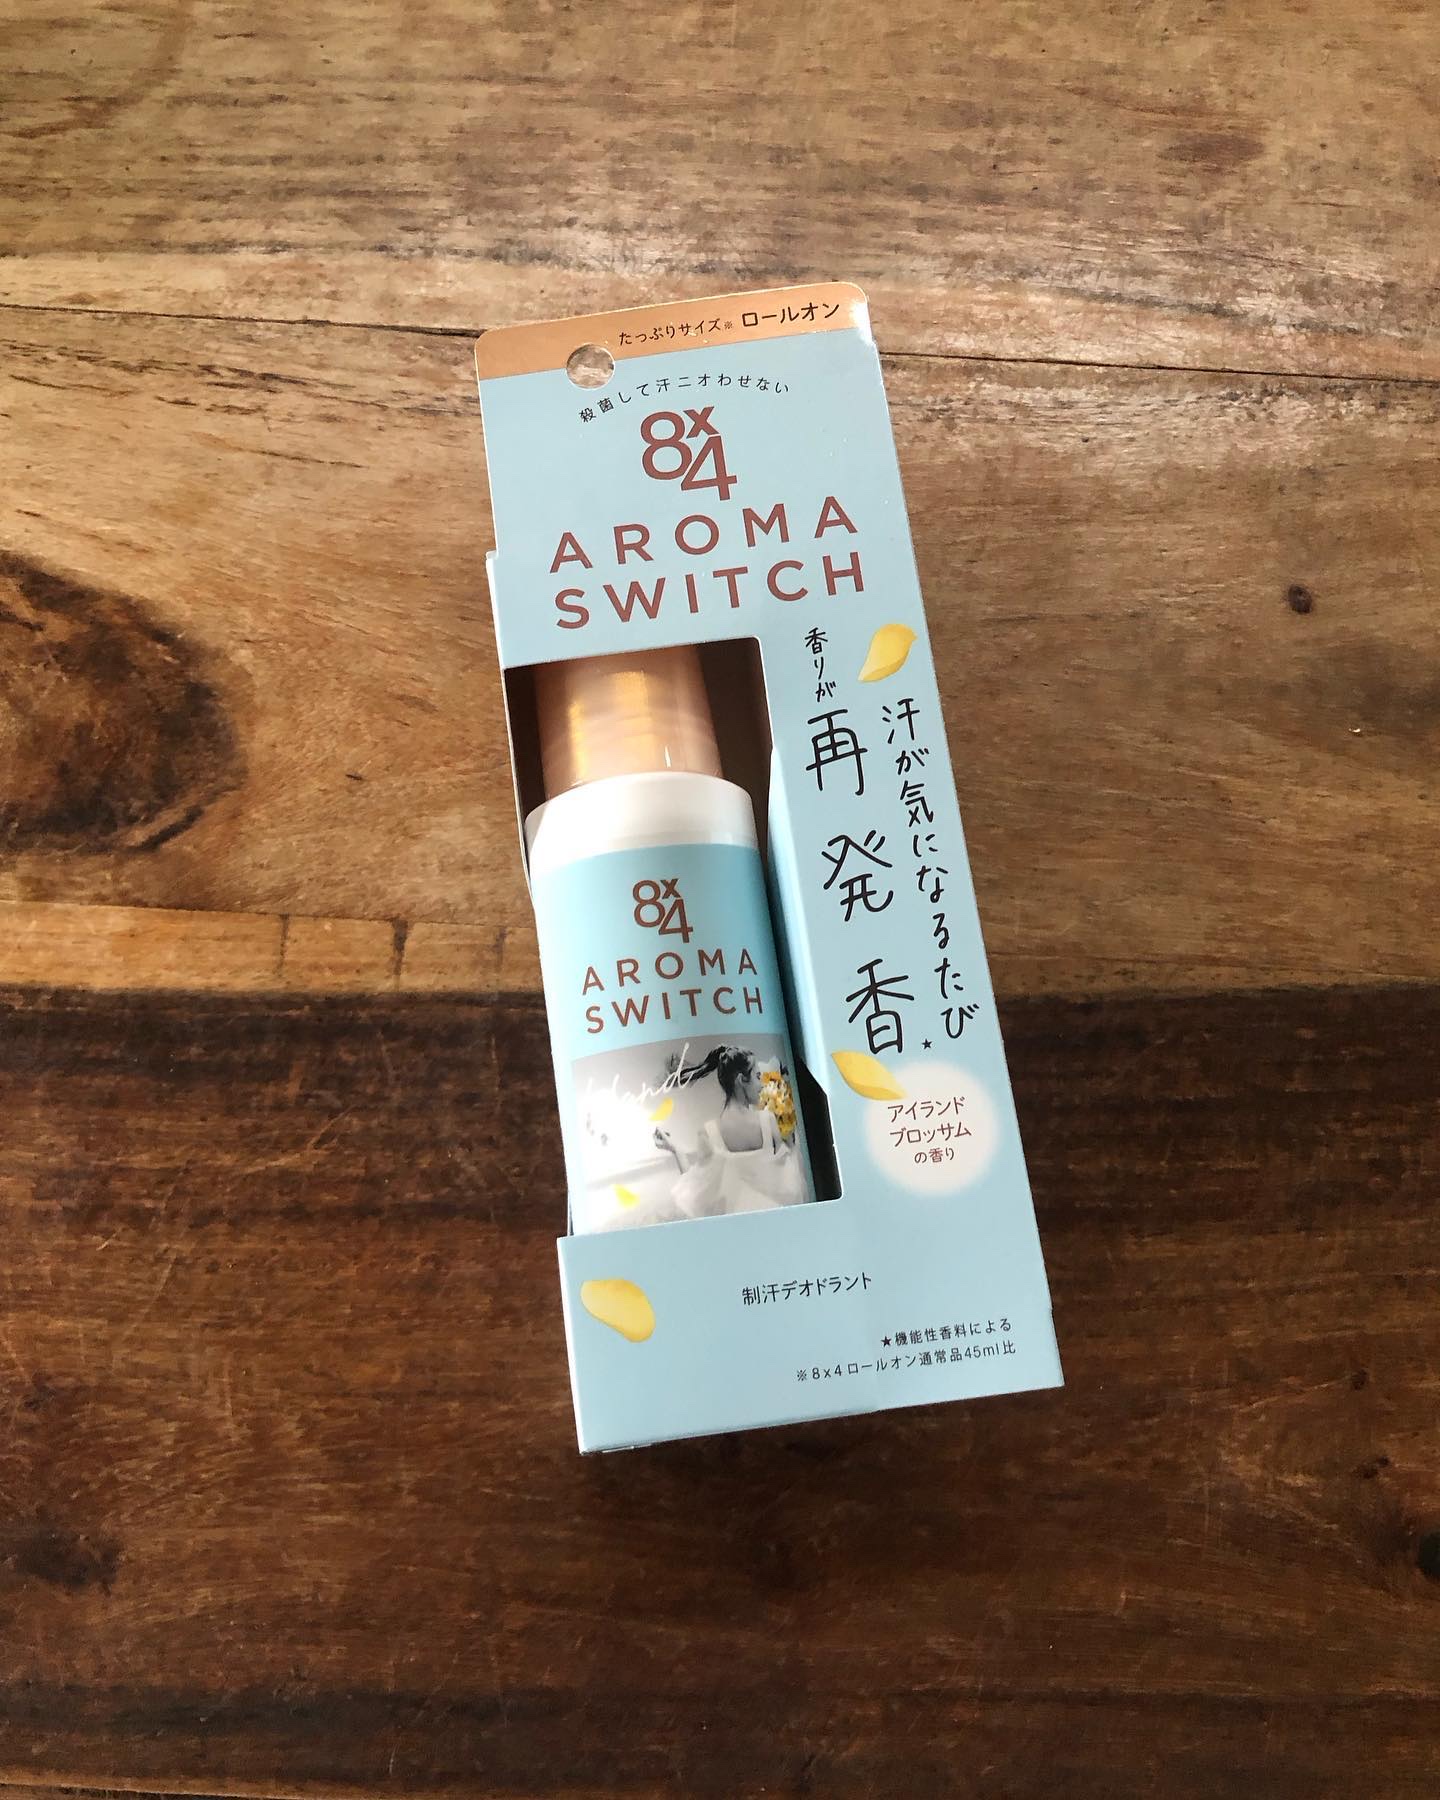 たっぷりサイズ※ ロールオン
殺菌して汗ニオわせない
8x4
AROMA
SWITCH
汗が気になるたび
香りが
再発香★
アイランド
ブロッサム
の香り
8x4
AROMA
SWITCH
制汗デオドラント
★機能性香料による
※8x4ロールオン通常品45ml比